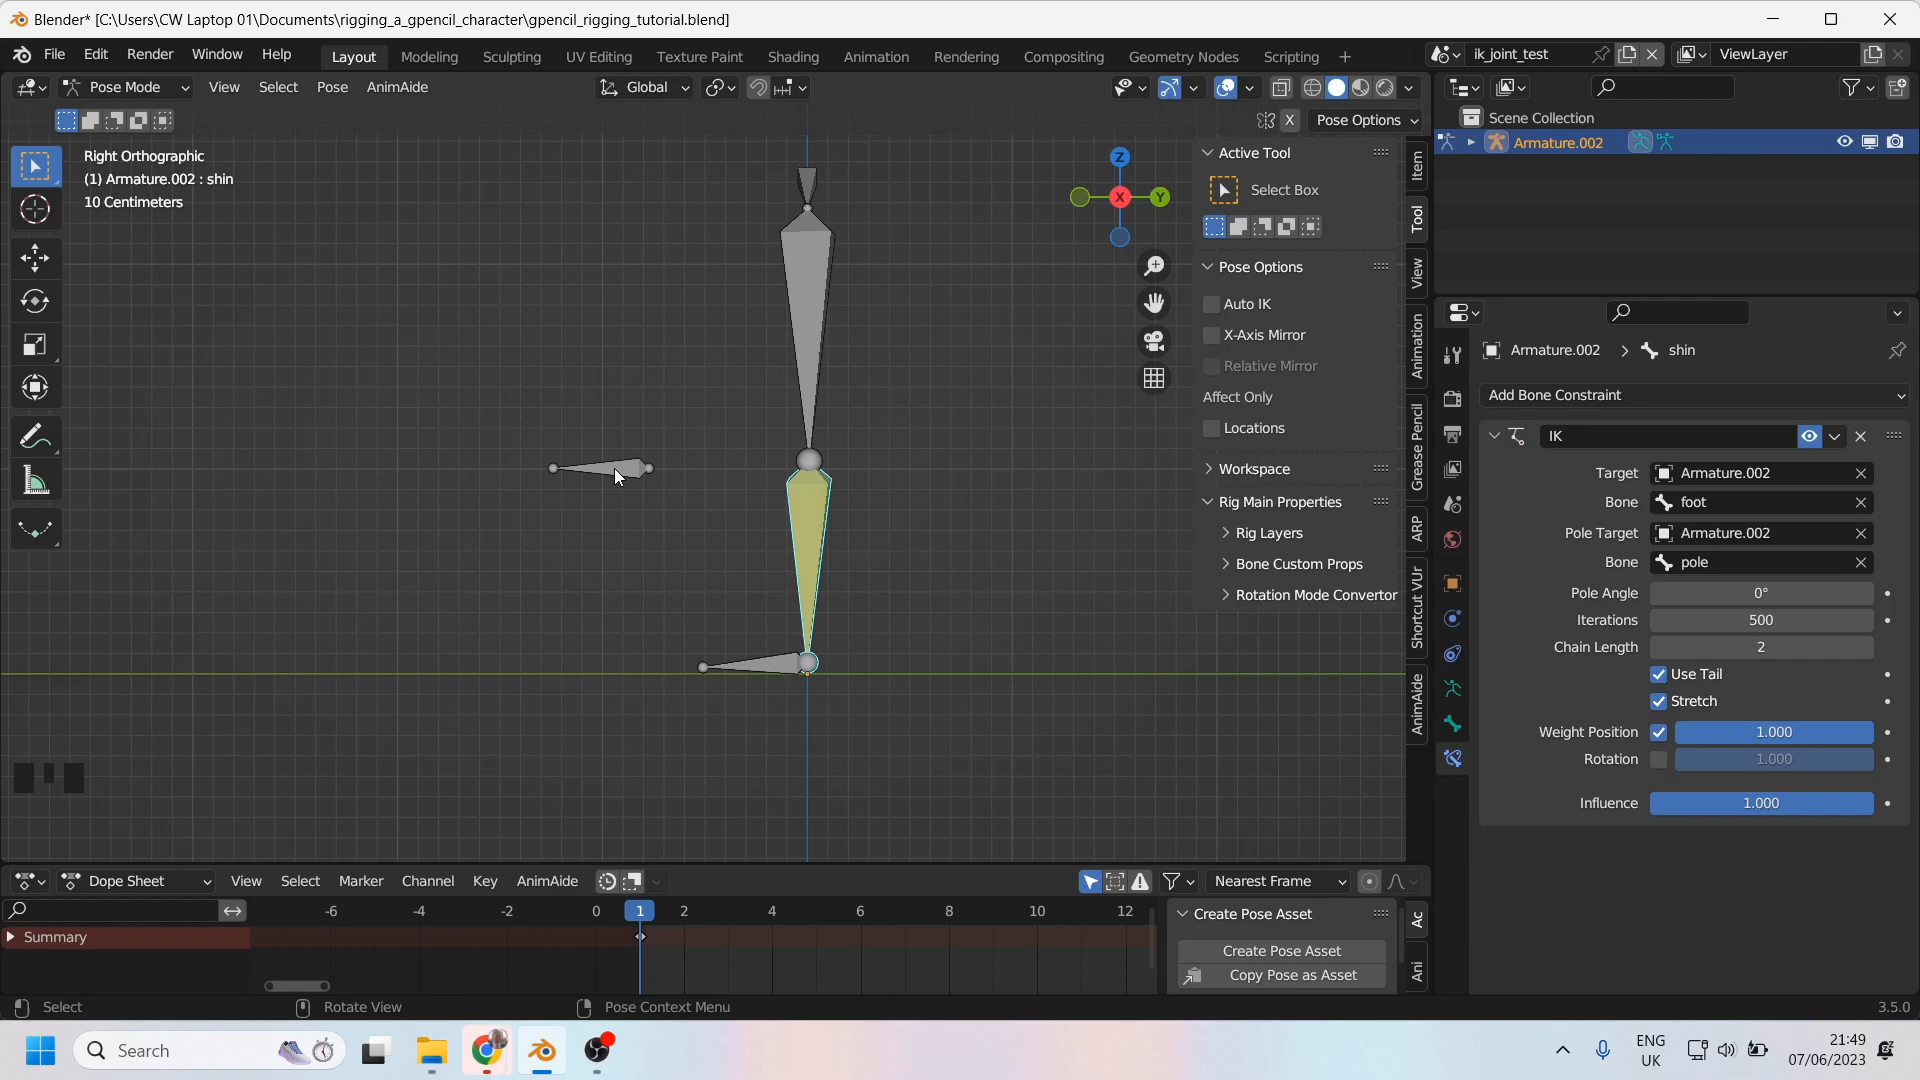 Blender* [C:\Users\CW Laptop 01\Documents\rigging_a_gpencil_character\gpencil_rigging_tutorial.blend]
File Edit Render Window Help Layout Modeling Sculpting UV Editing Texture Paint Shading Animation Rendering Compositing Geometry Nodes Scripting + ik_joint_test ViewLayer
Pose Mode View Select Pose AnimAide Global
X Pose Options
Scene Collection
Armature.002
Right Orthographic
(1) Armature.002 : shin
10 Centimeters
Z
X
Y
Active Tool
Select Box
Pose Options
Auto IK
X-Axis Mirror
Relative Mirror
Affect Only
Locations
Workspace
Rig Main Properties
Rig Layers
Bone Custom Props
Rotation Mode Convertor
Item
Tool
View
Animation
Grease Pencil
ARP
Shortcut VUr
AnimAide
Armature.002 shin
Add Bone Constraint
IK
Target Armature.002
Bone foot
Pole Target Armature.002
Bone pole
Pole Angle 0°
Iterations 500
Chain Length 2
Use Tail
Stretch
Weight Position 1.000
Rotation 1.000
Influence 1.000
Dope Sheet View Select Marker Channel Key AnimAide Nearest Frame
-6 -4 -2 0 1 2 4 6 8 10 12
Summary
Create Pose Asset
Create Pose Asset
Copy Pose as Asset
Ac
Ani
Select Rotate View Pose Context Menu 3.5.0
Search
ENG
UK
21:49
07/06/2023